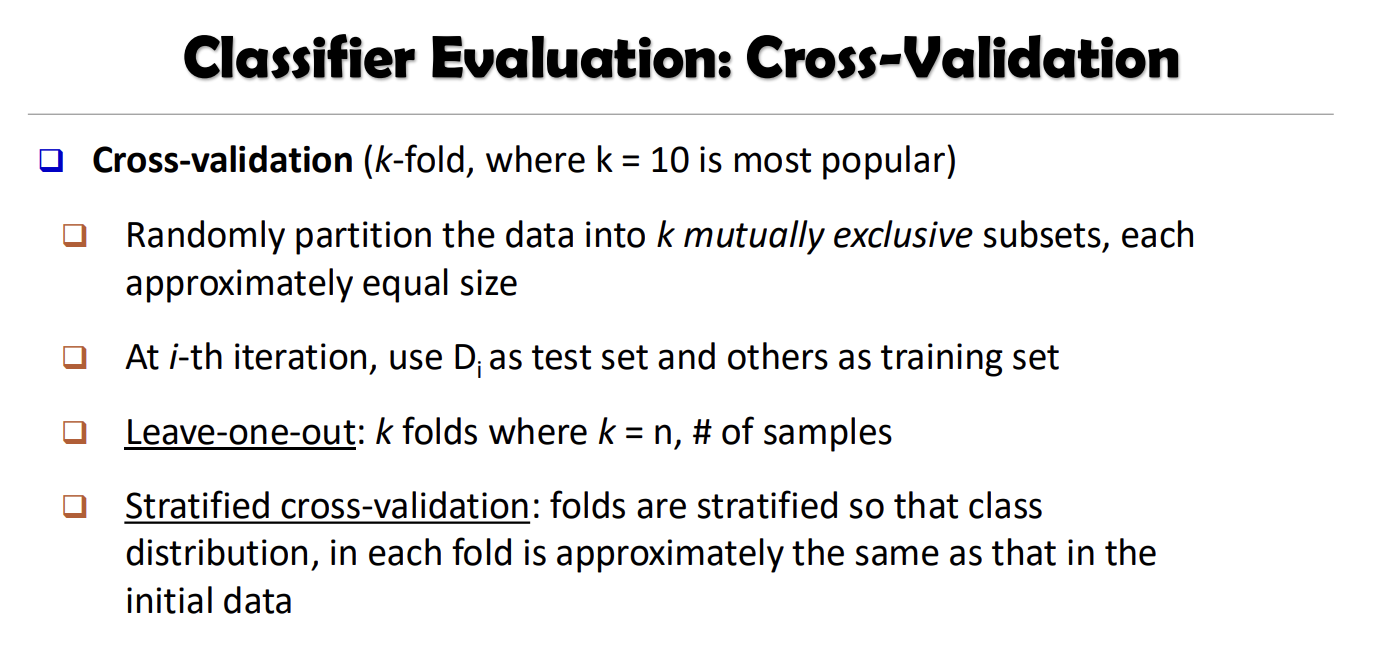 Classifier Evaluation: Cross-Validation
❑ Cross-validation (k-fold, where k = 10 is most popular)
❑ Randomly partition the data into k mutually exclusive subsets, each
approximately equal size
❑ At i-th iteration, use Di as test set and others as training set
❑ Leave-one-out: k folds where k = n, # of samples
❑ Stratified cross-validation: folds are stratified so that class
distribution, in each fold is approximately the same as that in the
initial data